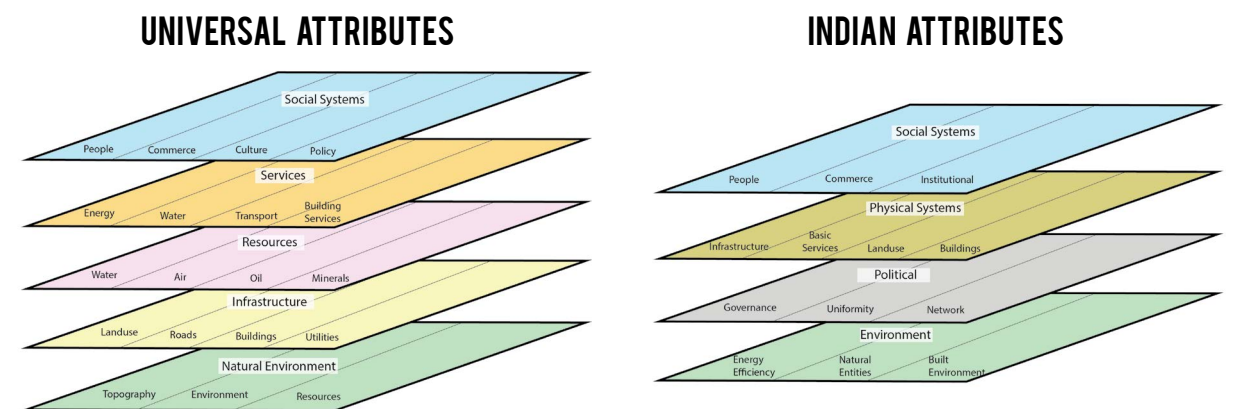 UNIVERSAL ATTRIBUTES
Social Systems
People Commerce Culture Policy
Services
Energy Water Transport Building
Services
Resources
Water Air Oil Minerals
Infrastructure
Landuse Roads Buildings Utilities
Natural Environment
Topography Environment Resources
INDIAN ATTRIBUTES
Social Systems
People Commerce Institutional
Physical Systems
Infrastructure Basic
Services Landuse Buildings
Political
Governance Uniformity Network
Environment
Energy
Efficiency
Natural
Entities
Built
Environment